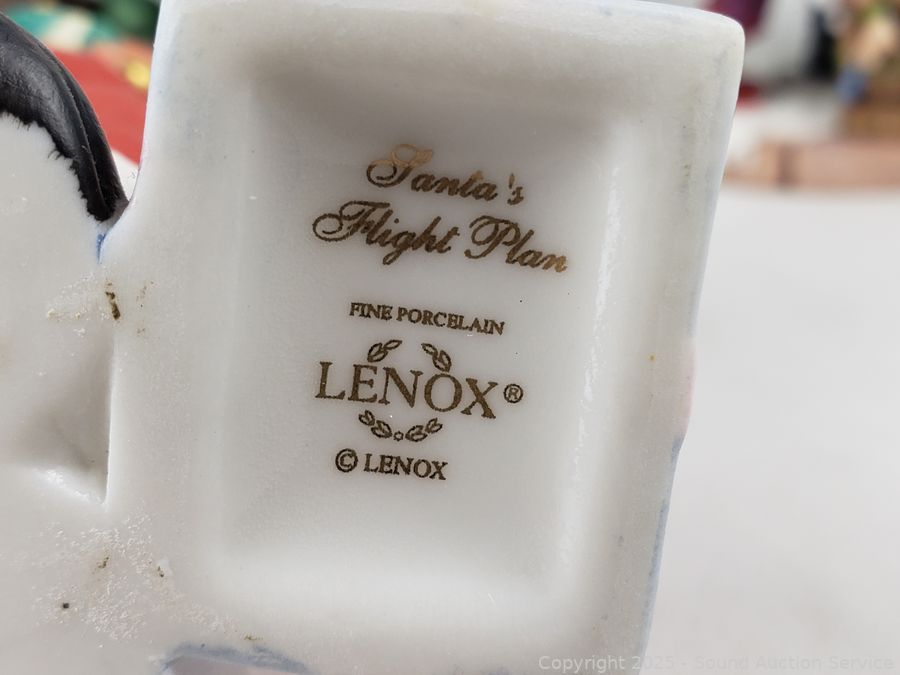 Santa's
Flight Plan
FINE PORCELAIN
LENOX®
© LENOX
Copyright 2025 - Sound Auction Service